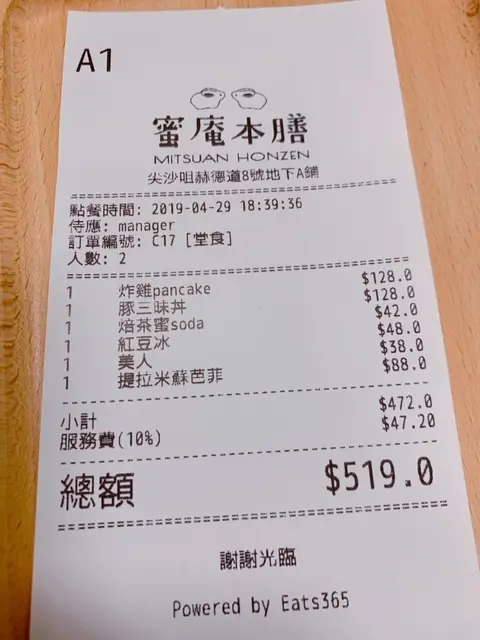 A1
蜜庵本膳
MITSUAN HONZEN
尖沙咀赫德道8號地下A鋪
點餐時間: 2019-04-29 18:39:36
侍應: manager
訂單編號: C17 [堂食]
人數: 2
1 炸雞pancake $128.0
1 豚三昧丼 $128.0
1 焙茶蜜soda $42.0
1 紅豆冰 $48.0
1 美人 $38.0
1 提拉米蘇芭菲 $88.0
小計 $472.0
服務費(10%) $47.20
總額 $519.0
謝謝光臨
Powered by Eats365